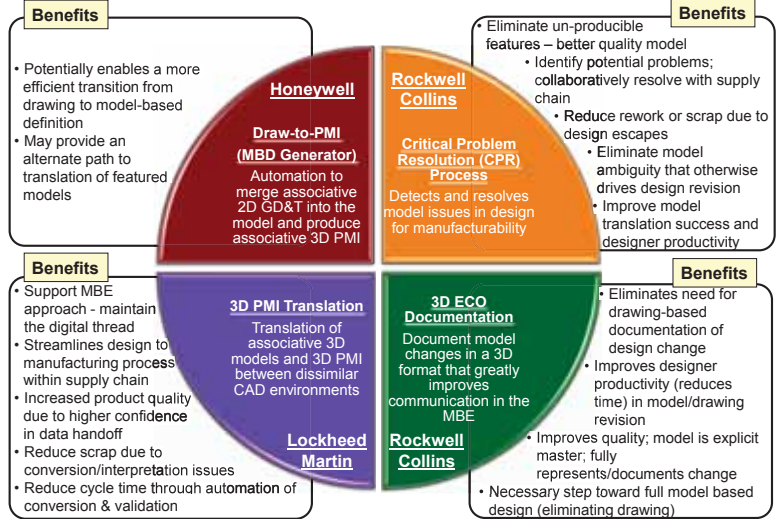 Benefits
• Potentially enables a more
efficient transition from
drawing to model-based
definition
• May provide an
alternate path to
translation of featured
models
Honeywell
Draw-to-PMI
(MBD Generator)
Automation to
merge associative
2D GD&T into the
model and produce
associative 3D PMI
Rockwell
Collins
Critical Problem
Resolution (CPR)
Process
Detects and resolves
model issues in design
for manufacturability
Benefits
• Eliminate un-producible
features – better quality model
• Identify potential problems;
collaboratively resolve with supply
chain
• Reduce rework or scrap due to
design escapes
• Eliminate model
ambiguity that otherwise
drives design revision
• Improve model
translation success and
designer productivity
Benefits
• Support MBE
approach - maintain
the digital thread
• Streamlines design to
manufacturing process
within supply chain
• Increased product quality
due to higher confidence
in data handoff
• Reduce scrap due to
conversion/interpretation issues
• Reduce cycle time through automation of
conversion & validation
3D PMI Translation
Translation of
associative 3D
models and 3D PMI
between dissimilar
CAD environments
Lockheed
Martin
3D ECO
Documentation
Document model
changes in a 3D
format that greatly
improves
communication in the
MBE
Rockwell
Collins
Benefits
• Eliminates need for
drawing-based
documentation of
design change
• Improves designer
productivity (reduces
time) in model/drawing
revision
• Improves quality; model is explicit
master; fully
represents/documents change
• Necessary step toward full model based
design (eliminating drawing)